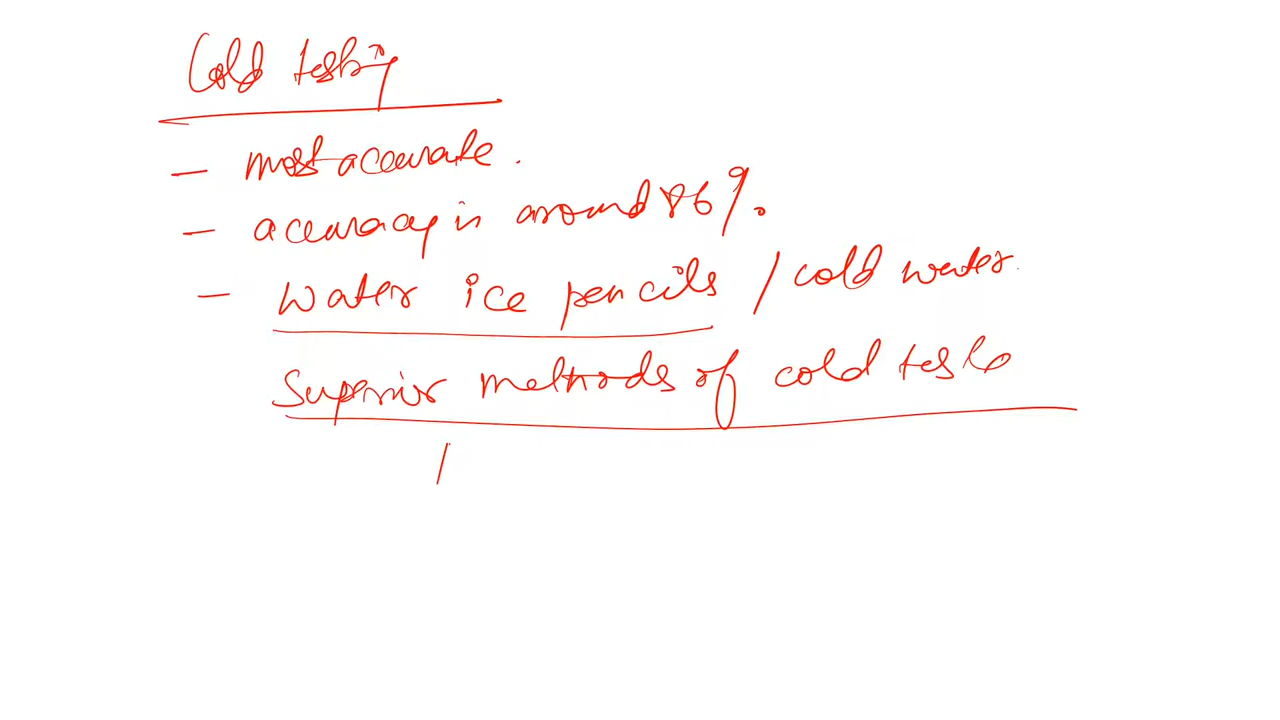 Cold testing
- most accurate.
- accuracy is around 86%.
- water ice pencils / cold water.
superior methods of cold tests